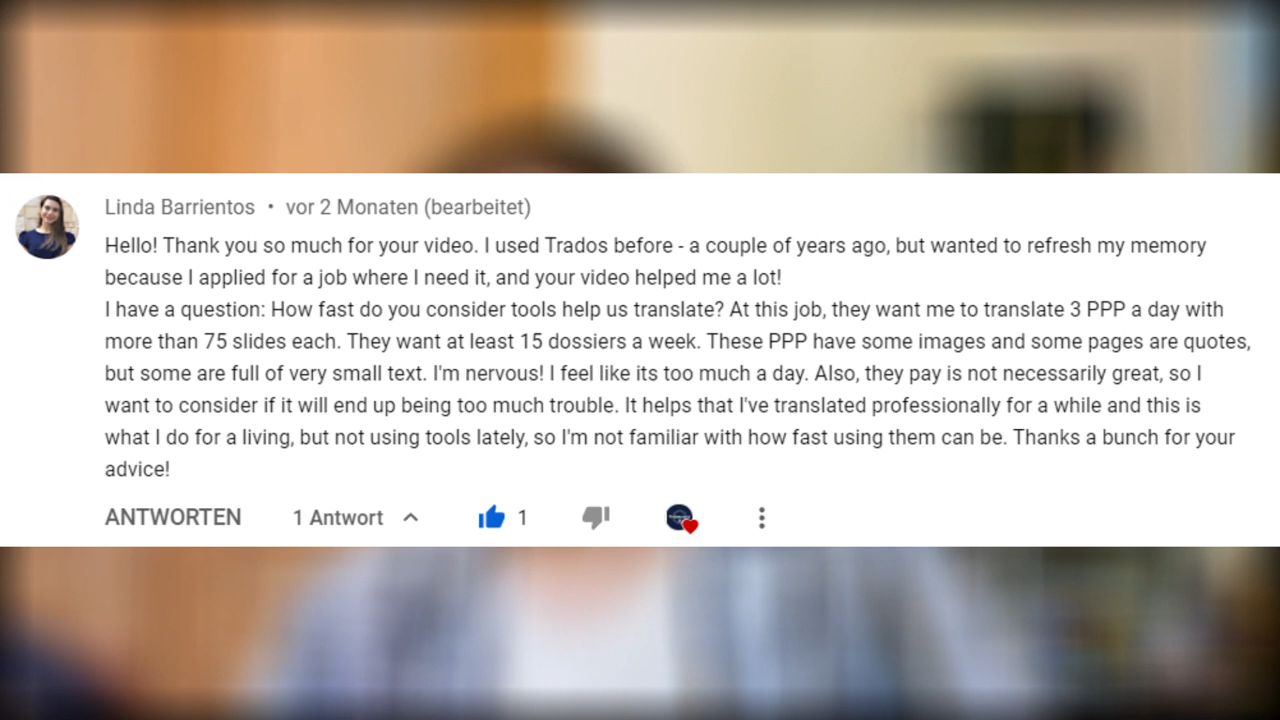 Linda Barrientos • vor 2 Monaten (bearbeitet)
Hello! Thank you so much for your video. I used Trados before - a couple of years ago, but wanted to refresh my memory
because I applied for a job where I need it, and your video helped me a lot!
I have a question: How fast do you consider tools help us translate? At this job, they want me to translate 3 PPP a day with
more than 75 slides each. They want at least 15 dossiers a week. These PPP have some images and some pages are quotes,
but some are full of very small text. I'm nervous! I feel like its too much a day. Also, they pay is not necessarily great, so I
want to consider if it will end up being too much trouble. It helps that I've translated professionally for a while and this is
what I do for a living, but not using tools lately, so I'm not familiar with how fast using them can be. Thanks a bunch for your
advice!
ANTWORTEN 1 Antwort 1